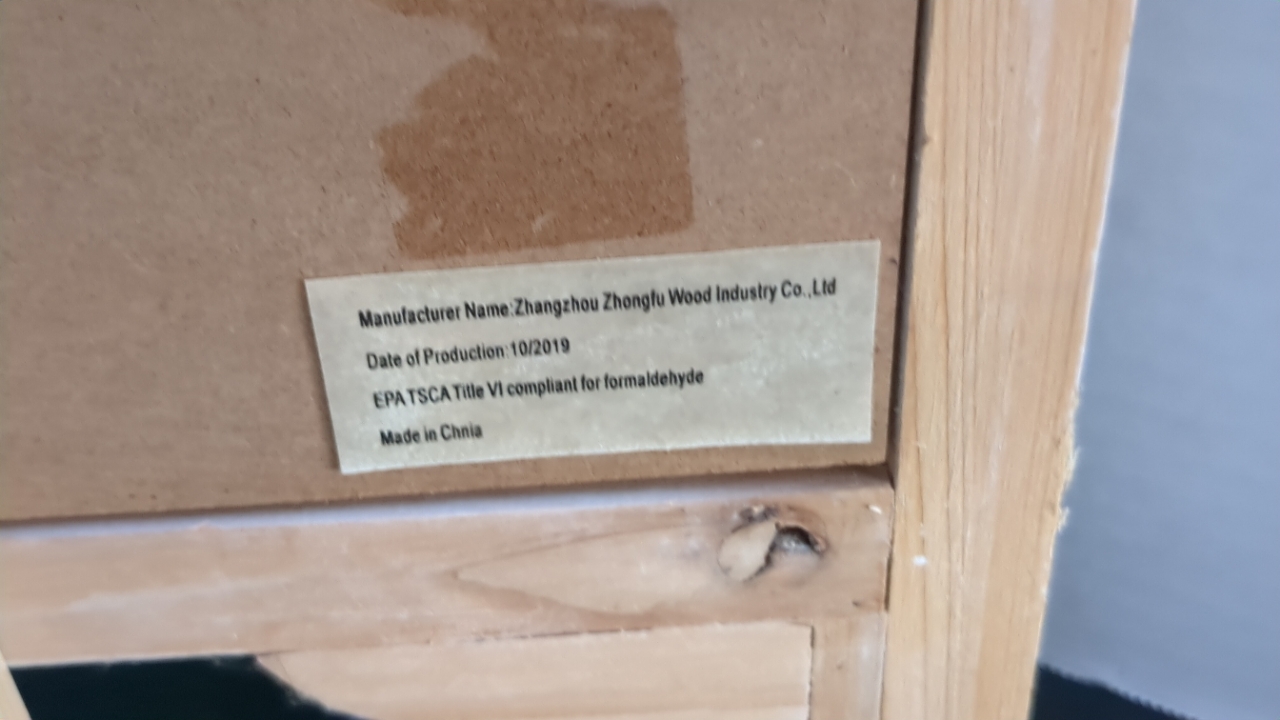 Manufacturer Name:Zhangzhou Zhongfu Wood Industry Co.,Ltd
Date of Production:10/2019
EPA TSCA Title VI compliant for formaldehyde
Made in Chnia